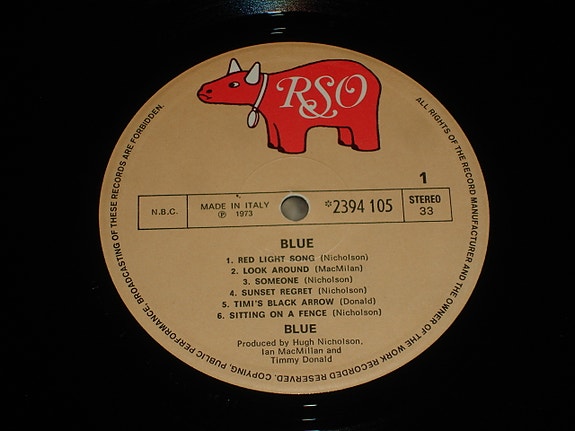 RSO
ALL RIGHTS OF THE RECORD MANUFACTURER AND THE OWNER OF THE WORK RECORDED RESERVED. COPYING, PUBLIC PERFORMANCE, BROADCASTING OF THESE RECORDS ARE FORBIDDEN.
1
N.B.C.
MADE IN ITALY
℗ 1973
*2394 105
STEREO
33
BLUE
1. RED LIGHT SONG (Nicholson)
2. LOOK AROUND (MacMilan)
3. SOMEONE (Nicholson)
4. SUNSET REGRET (Nicholson)
5. TIMI'S BLACK ARROW (Donald)
6. SITTING ON A FENCE (Nicholson)
BLUE
Produced by Hugh Nicholson,
Ian MacMillan and
Timmy Donald